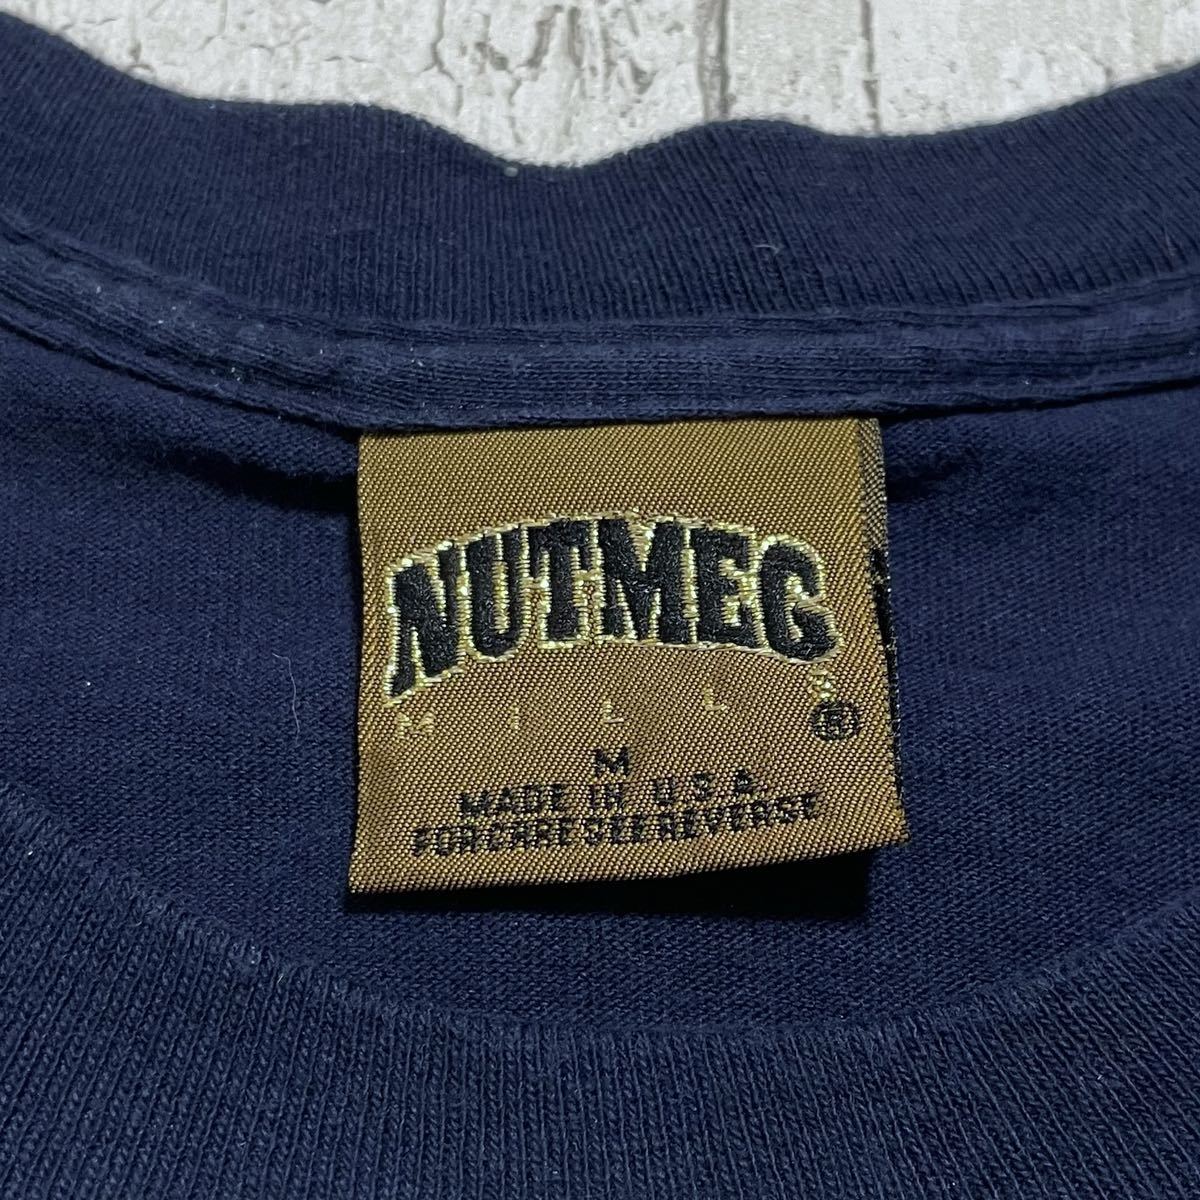 NUTMEG
MILLS ®
M
MADE IN U.S.A.
FOR CARE SEE REVERSE